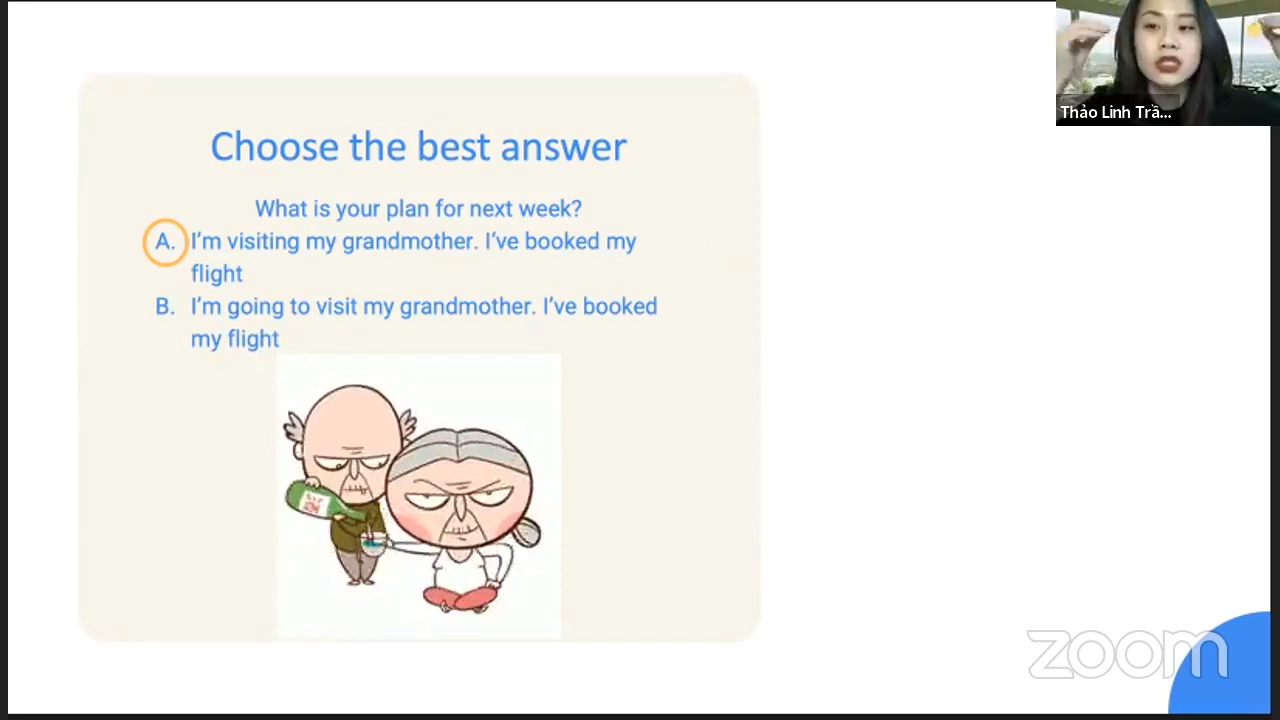 Thảo Linh Trầ...
Choose the best answer
What is your plan for next week?
A. I'm visiting my grandmother. I've booked my
flight
B. I'm going to visit my grandmother. I've booked
my flight
zoom